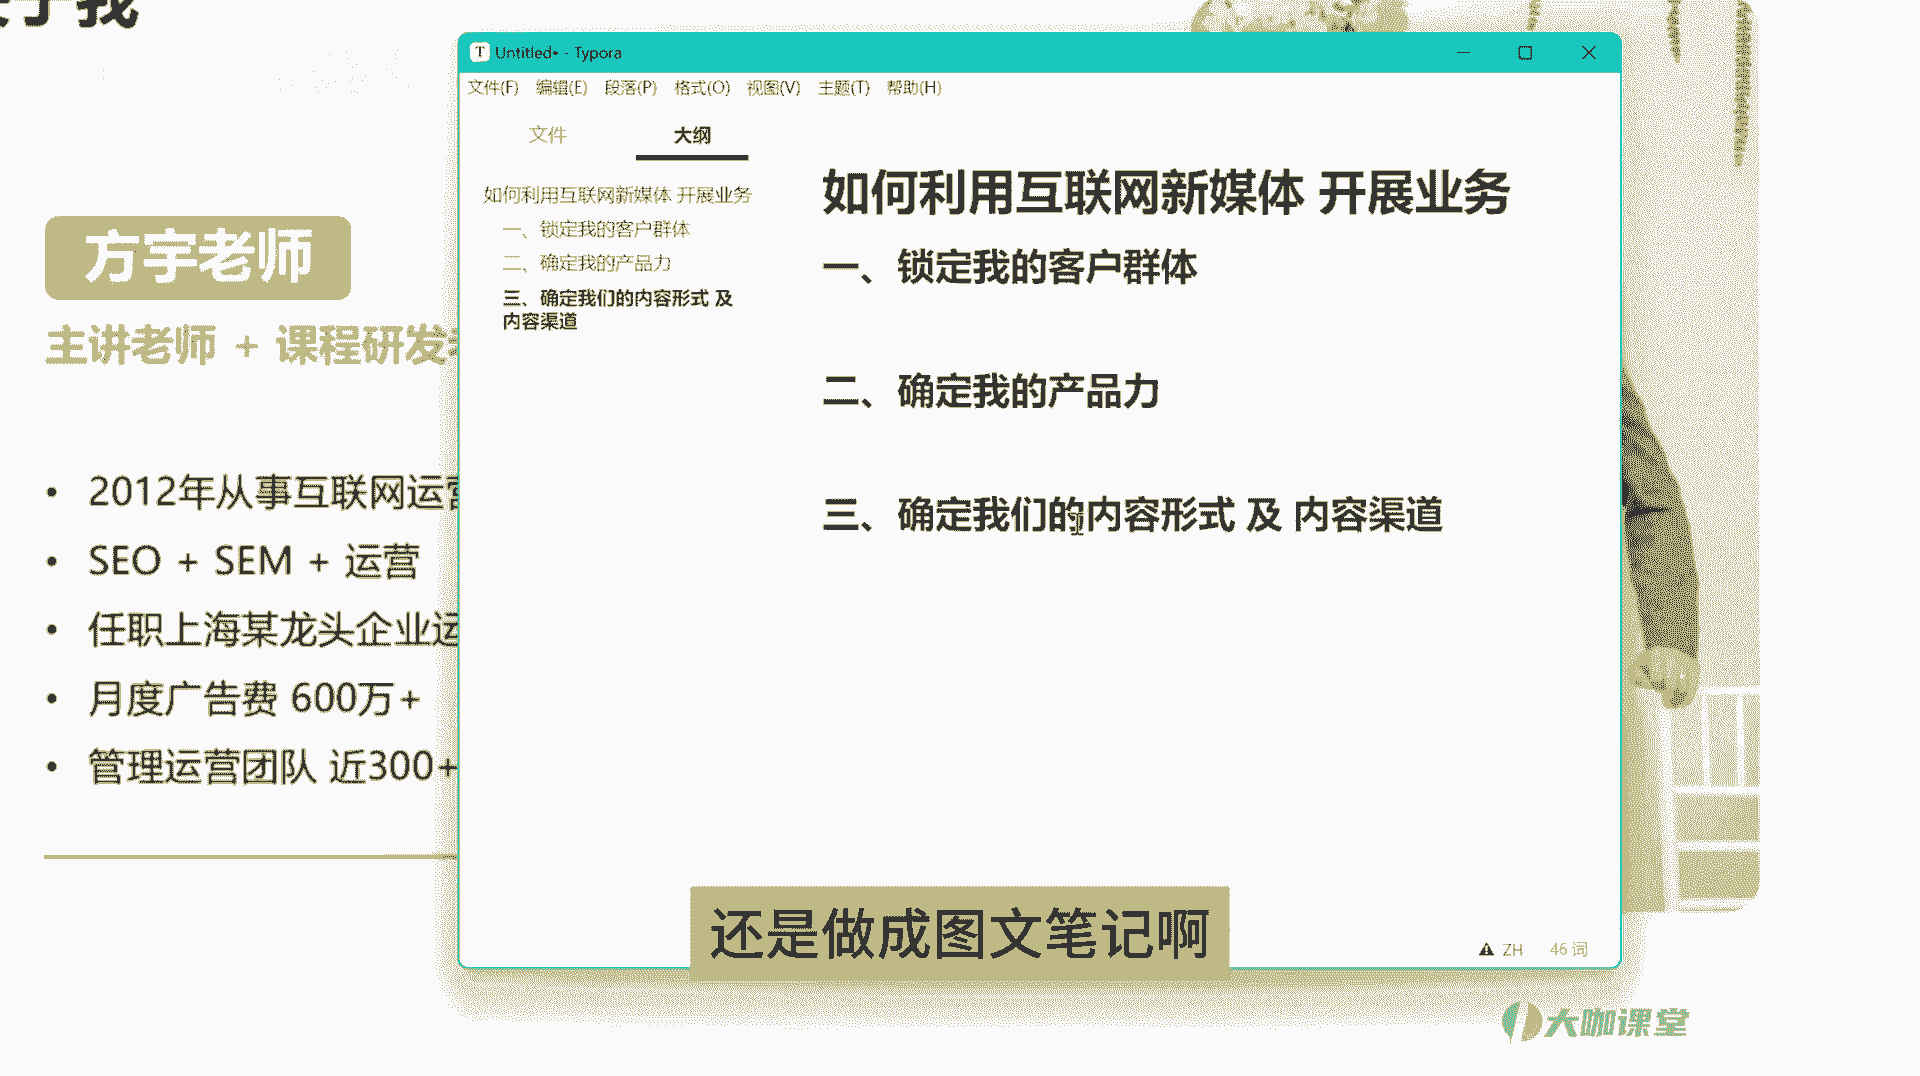 Untitled• - Typora
文件(F) 编辑(E) 段落(P) 格式(O) 视图(V) 主题(T) 帮助(H)
文件 大纲
如何利用互联网新媒体 开展业务
一、锁定我的客户群体
二、确定我的产品力
三、确定我们的内容形式 及
内容渠道
如何利用互联网新媒体 开展业务
一、锁定我的客户群体
二、确定我的产品力
三、确定我们的内容形式 及 内容渠道
ZH 46 词
方宇老师
主讲老师 + 课程研发
• 2012年从事互联网运营
• SEO + SEM + 运营
• 任职上海某龙头企业运
• 月度广告费 600万+
• 管理运营团队 近300+
还是做成图文笔记啊
大咖课堂